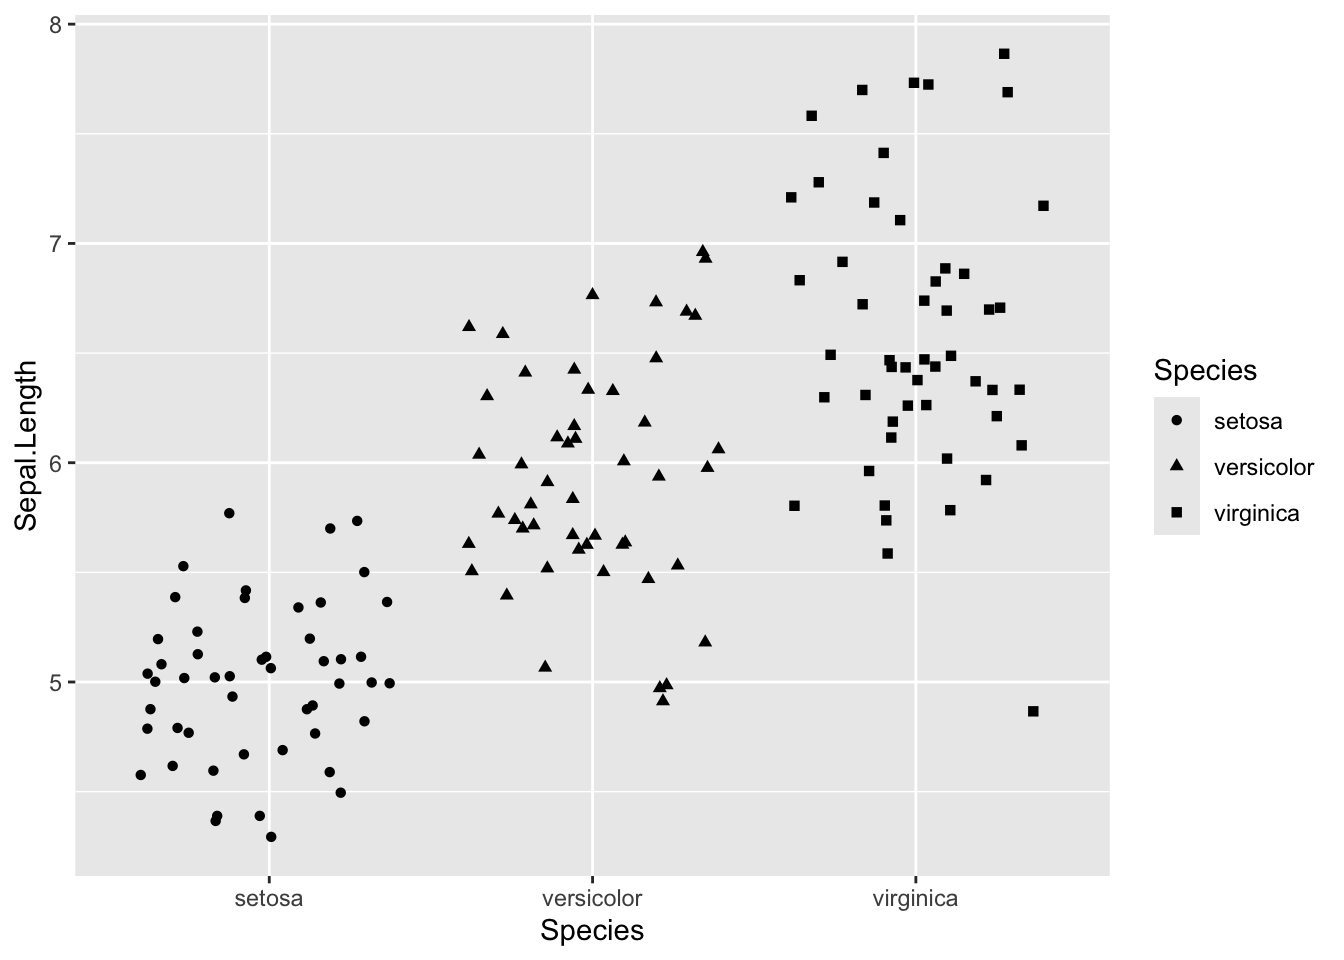 8
7
6
5
Sepal.Length
setosa
versicolor
virginica
Species
Species
setosa
versicolor
virginica